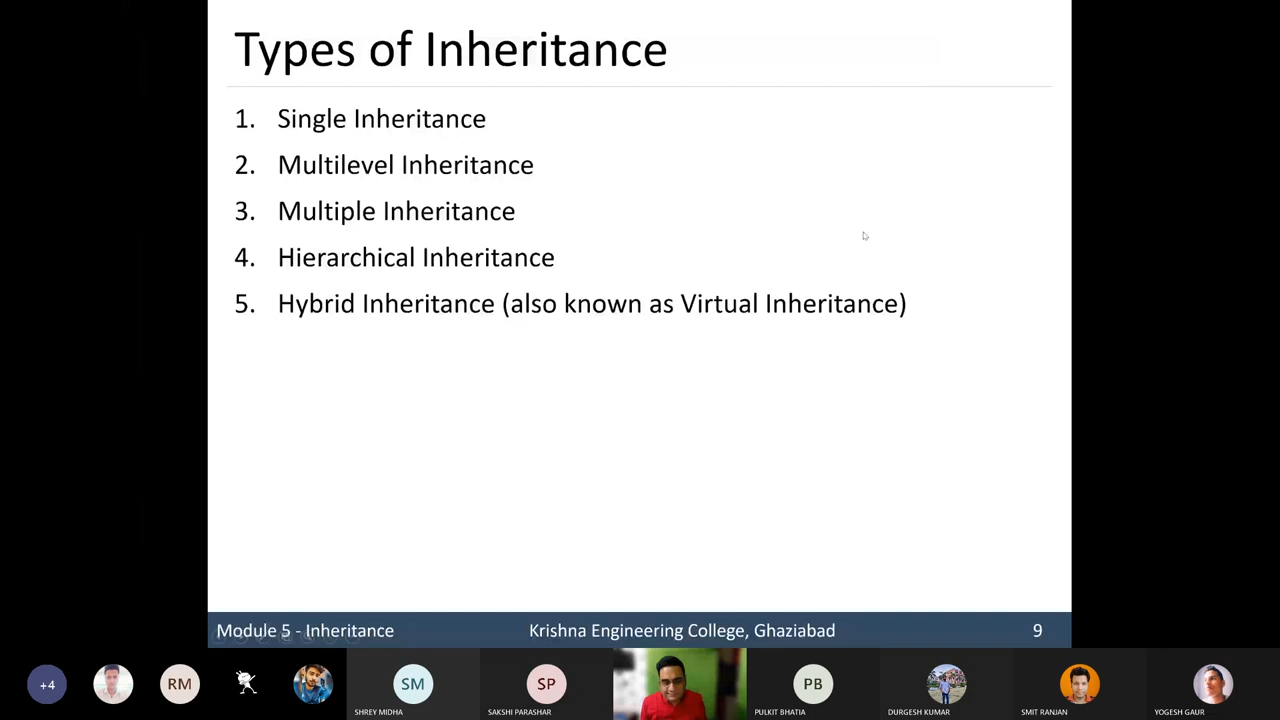 Types of Inheritance
1. Single Inheritance
2. Multilevel Inheritance
3. Multiple Inheritance
4. Hierarchical Inheritance
5. Hybrid Inheritance (also known as Virtual Inheritance)
Module 5 - Inheritance Krishna Engineering College, Ghaziabad 9
+4 RM SM SP PB
SHREY MIDHA SAKSHI PARASHAR PULKIT BHATIA DURGESH KUMAR SMIT RANJAN YOGESH GAUR